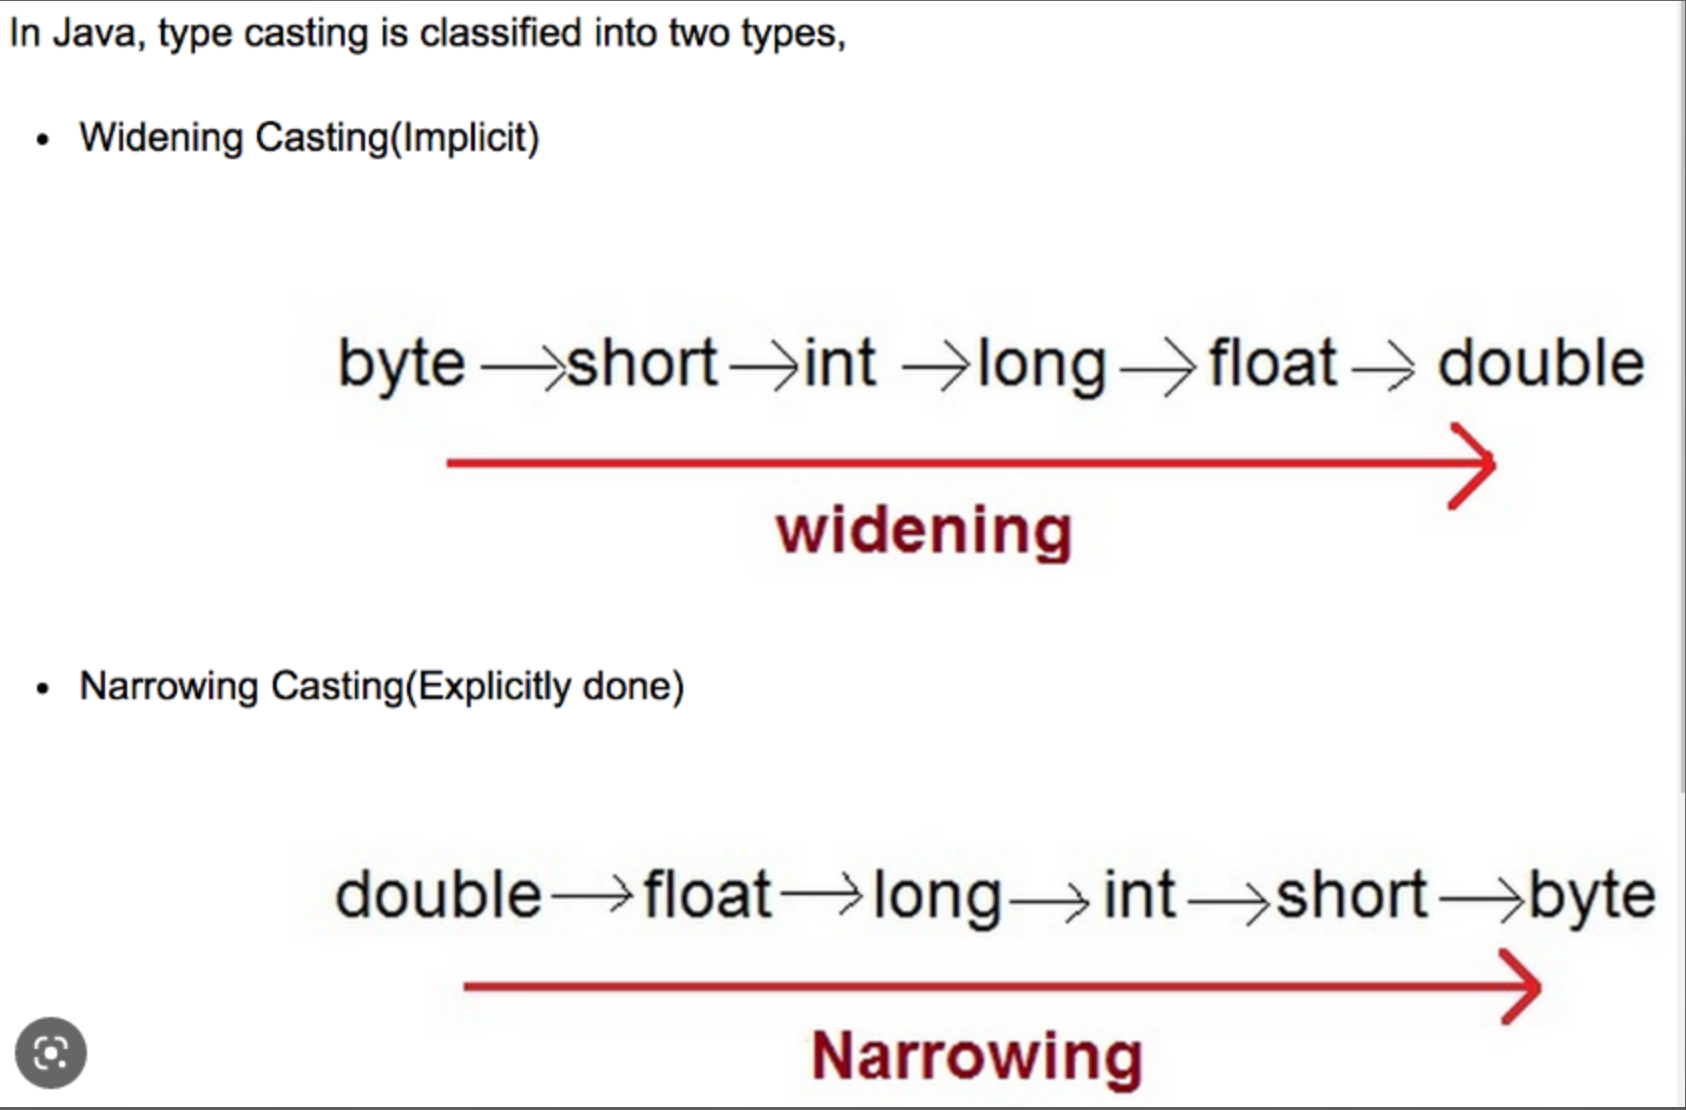 In Java, type casting is classified into two types,
• Widening Casting(Implicit)
byte →short→int →long→float→ double
widening
• Narrowing Casting(Explicitly done)
double→float→long→int→short→byte
Narrowing